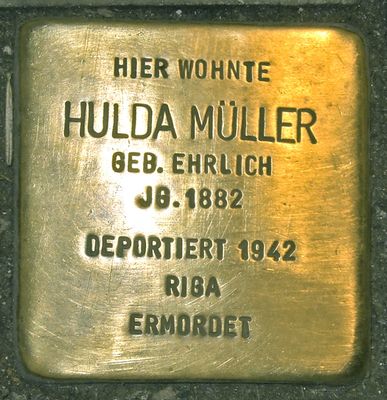 HIER WOHNTE
HULDA MÜLLER
GEB. EHRLICH
JG. 1882
DEPORTIERT 1942
RIGA
ERMORDET